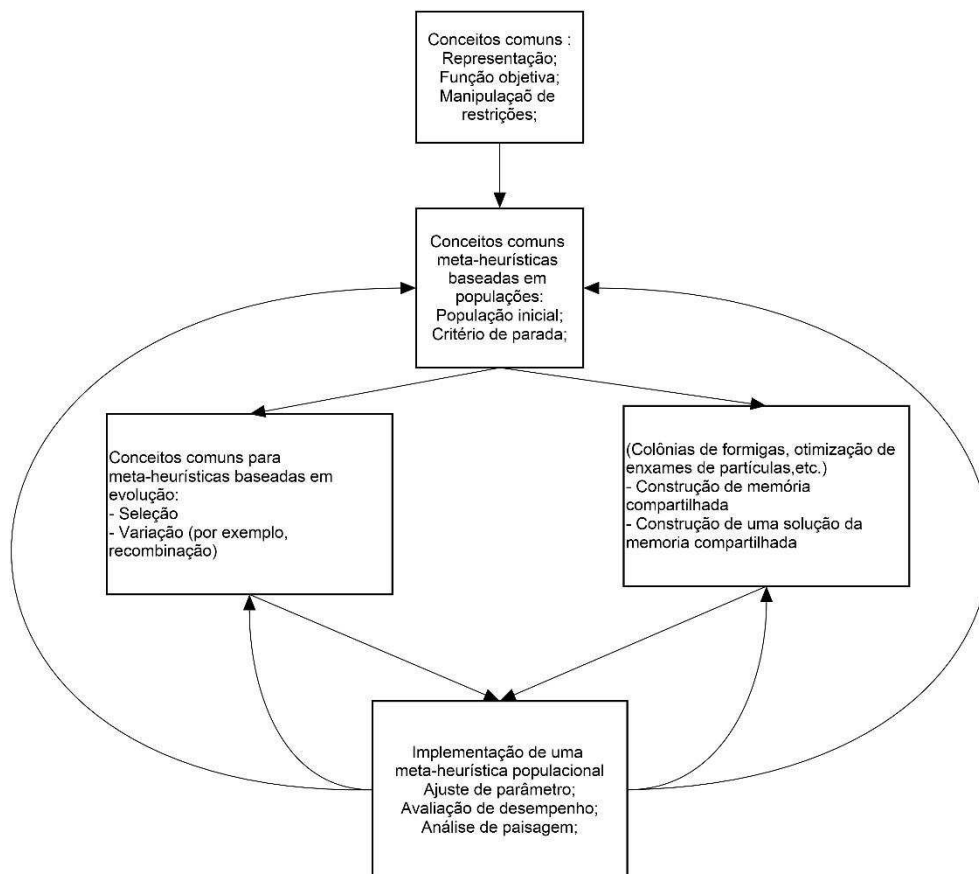 Conceitos comuns :
Representação;
Função objetiva;
Manipulaçaõ de
restrições;
Conceitos comuns
meta-heurísticas
baseadas em
populações:
População inicial;
Critério de parada;
Conceitos comuns para
meta-heurísticas baseadas em
evolução:
- Seleção
- Variação (por exemplo,
recombinação)
(Colônias de formigas, otimização de
enxames de partículas,etc.)
- Construção de memória
compartilhada
- Construção de uma solução da
memoria compartilhada
Implementação de uma
meta-heurística populacional
Ajuste de parâmetro;
Avaliação de desempenho;
Análise de paisagem;